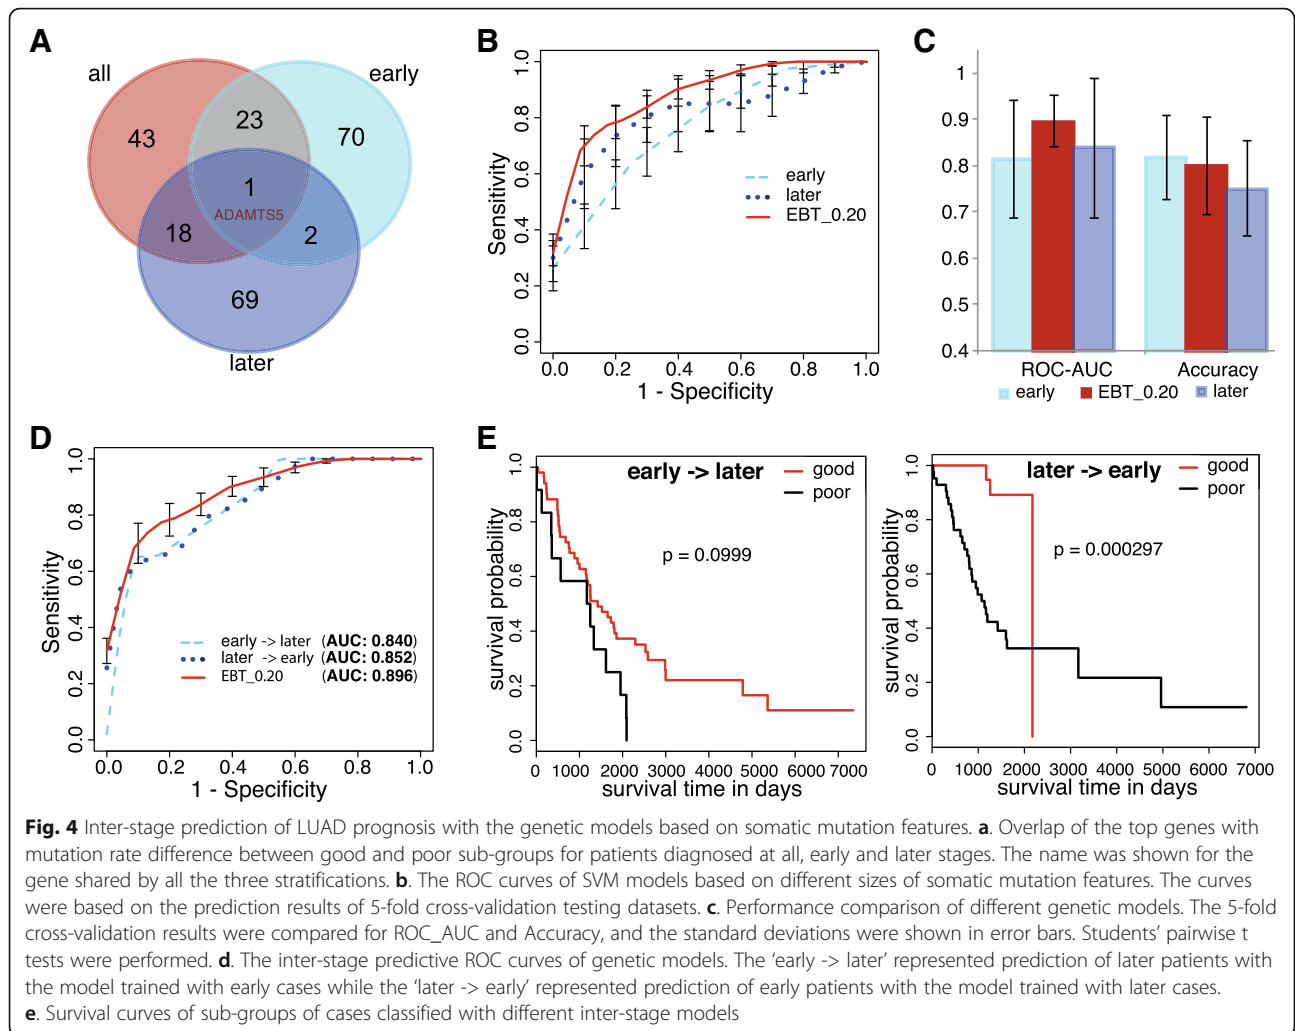 A
all
early
43
23
70
1
ADAMTS5
18
2
69
later
B
Sensitivity
1.0
0.8
0.6
0.4
0.2
0.0
early
later
EBT_0.20
0.0 0.2 0.4 0.6 0.8 1.0
1 - Specificity
C
1
0.9
0.8
0.7
0.6
0.5
0.4
ROC-AUC Accuracy
early EBT_0.20 later
D
Sensitivity
1.0
0.8
0.6
0.4
0.2
0.0
early -> later (AUC: 0.840)
later -> early (AUC: 0.852)
EBT_0.20 (AUC: 0.896)
0.0 0.2 0.4 0.6 0.8 1.0
1 - Specificity
E
survival probability
1.0
0.8
0.6
0.4
0.2
0.0
early -> later
good
poor
p = 0.0999
0 1000 2000 3000 4000 5000 6000 7000
survival time in days
survival probability
1.0
0.8
0.6
0.4
0.2
0.0
later -> early
good
poor
p = 0.000297
0 1000 2000 3000 4000 5000 6000 7000
survival time in days
Fig. 4 Inter-stage prediction of LUAD prognosis with the genetic models based on somatic mutation features. a. Overlap of the top genes with
mutation rate difference between good and poor sub-groups for patients diagnosed at all, early and later stages. The name was shown for the
gene shared by all the three stratifications. b. The ROC curves of SVM models based on different sizes of somatic mutation features. The curves
were based on the prediction results of 5-fold cross-validation testing datasets. c. Performance comparison of different genetic models. The 5-fold
cross-validation results were compared for ROC_AUC and Accuracy, and the standard deviations were shown in error bars. Students' pairwise t
tests were performed. d. The inter-stage predictive ROC curves of genetic models. The 'early -> later' represented prediction of later patients with
the model trained with early cases while the 'later -> early' represented prediction of early patients with the model trained with later cases.
e. Survival curves of sub-groups of cases classified with different inter-stage models